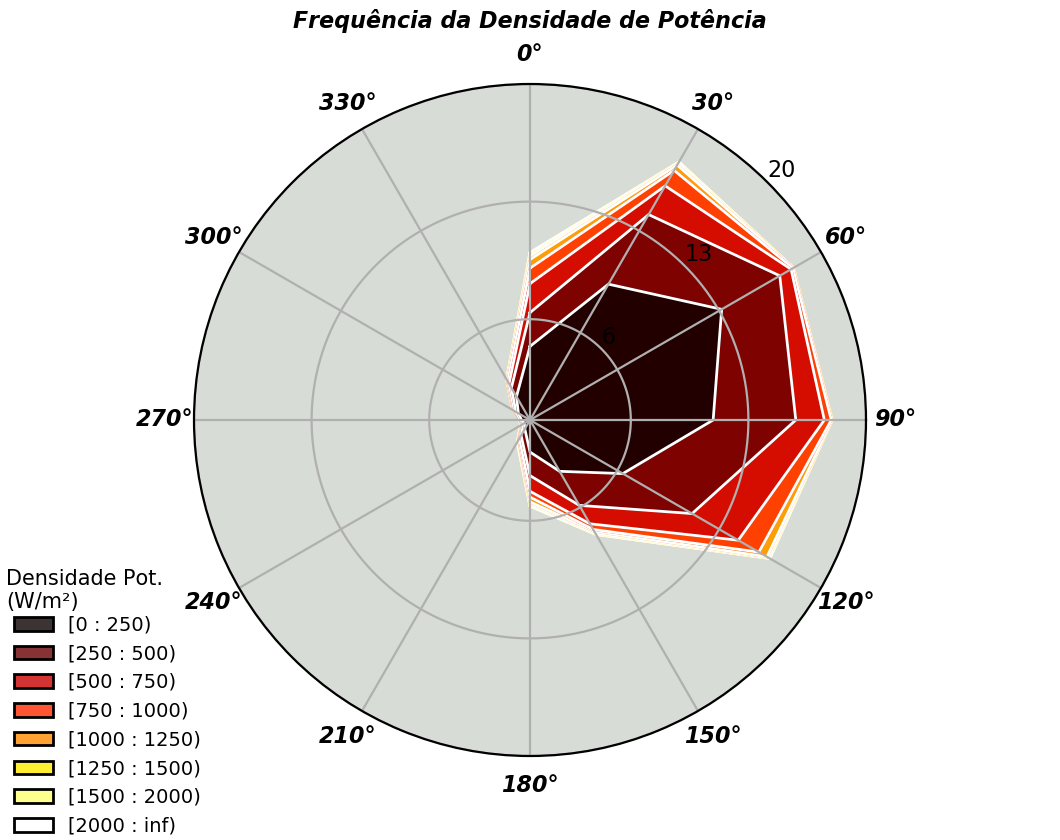 Frequência da Densidade de Potência
0°
330°
30°
20
300°
60°
13
6
270°
90°
240°
120°
210°
150°
180°
Densidade Pot.
(W/m²)
[0 : 250)
[250 : 500)
[500 : 750)
[750 : 1000)
[1000 : 1250)
[1250 : 1500)
[1500 : 2000)
[2000 : inf)